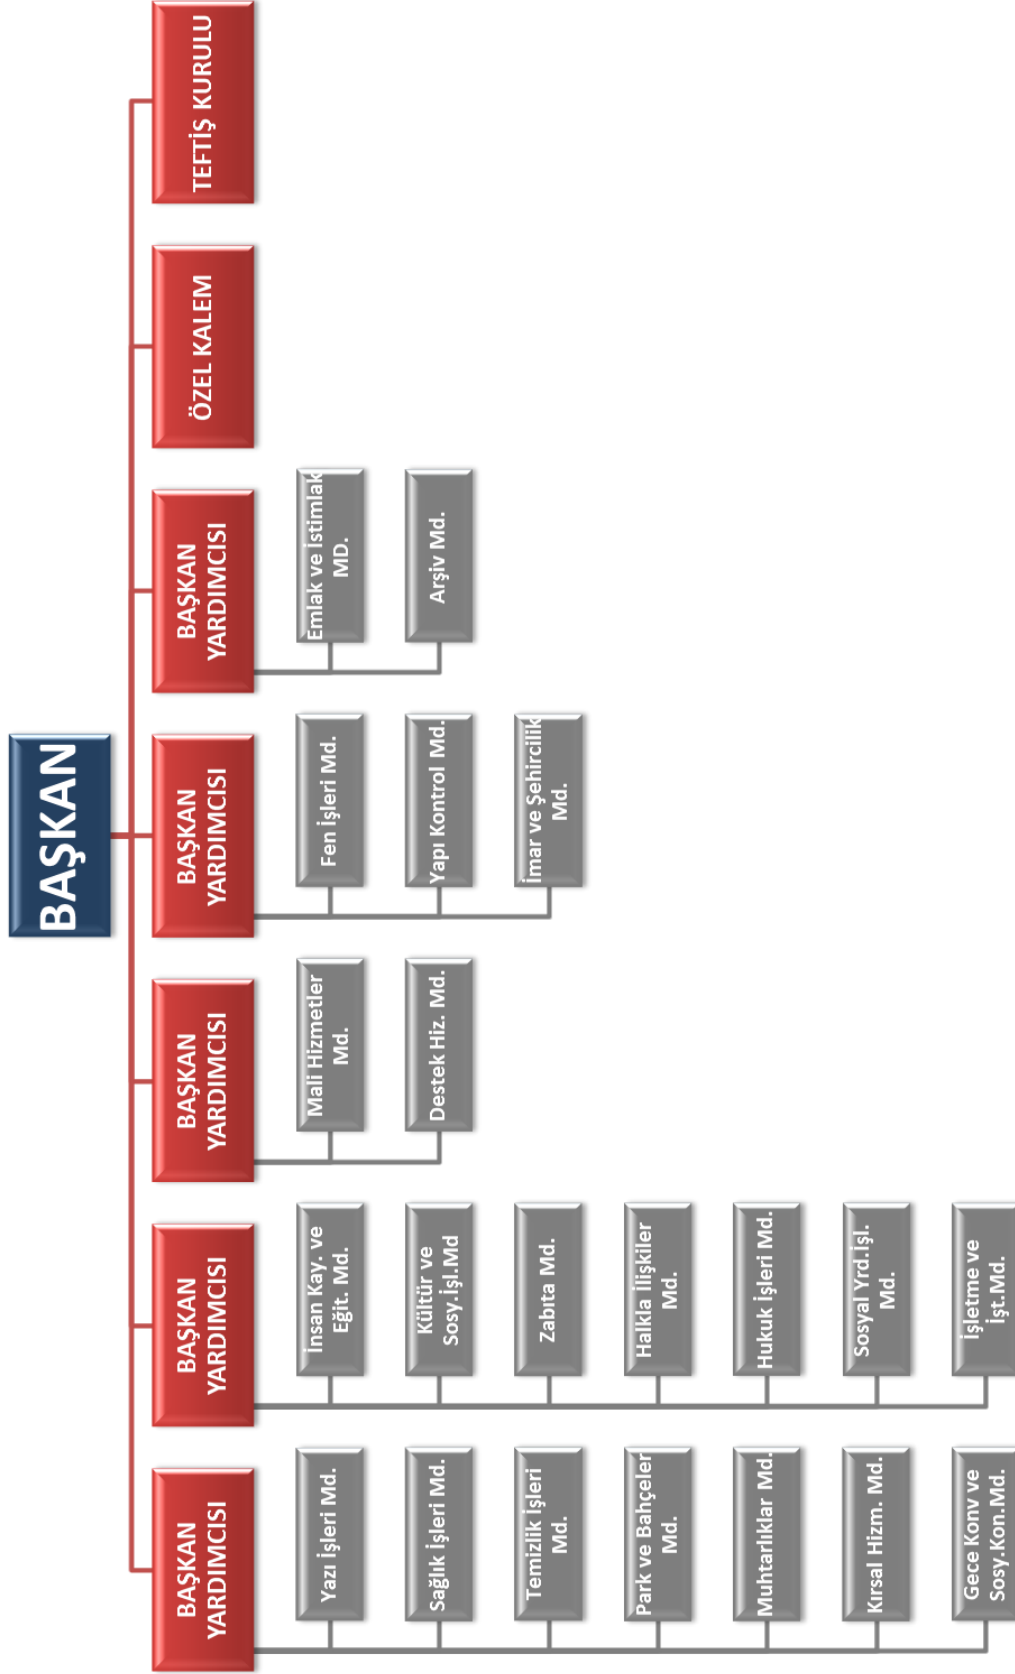 BAŞKAN
BAŞKAN
YARDIMCISI
Yazı İşleri Md.
Sağlık İşleri Md.
Temizlik İşleri
Md.
Park ve Bahçeler
Md.
Muhtarlıklar Md.
Kırsal Hizm. Md.
Gece Konv ve
Sosy.Kon.Md.
BAŞKAN
YARDIMCISI
İnsan Kay. ve
Eğit. Md.
Kültür ve
Sosy.İşl.Md
Zabıta Md.
Halkla İlişkiler
Md.
Hukuk İşleri Md.
Sosyal Yrd.İşl.
Md.
İşletme ve
İşt.Md.
BAŞKAN
YARDIMCISI
Mali Hizmetler
Md.
Destek Hiz. Md.
BAŞKAN
YARDIMCISI
Fen İşleri Md.
Yapı Kontrol Md.
İmar ve Şehircilik
Md.
BAŞKAN
YARDIMCISI
Emlak ve İstimlak
MD.
Arşiv Md.
ÖZEL KALEM
TEFTİŞ KURULU